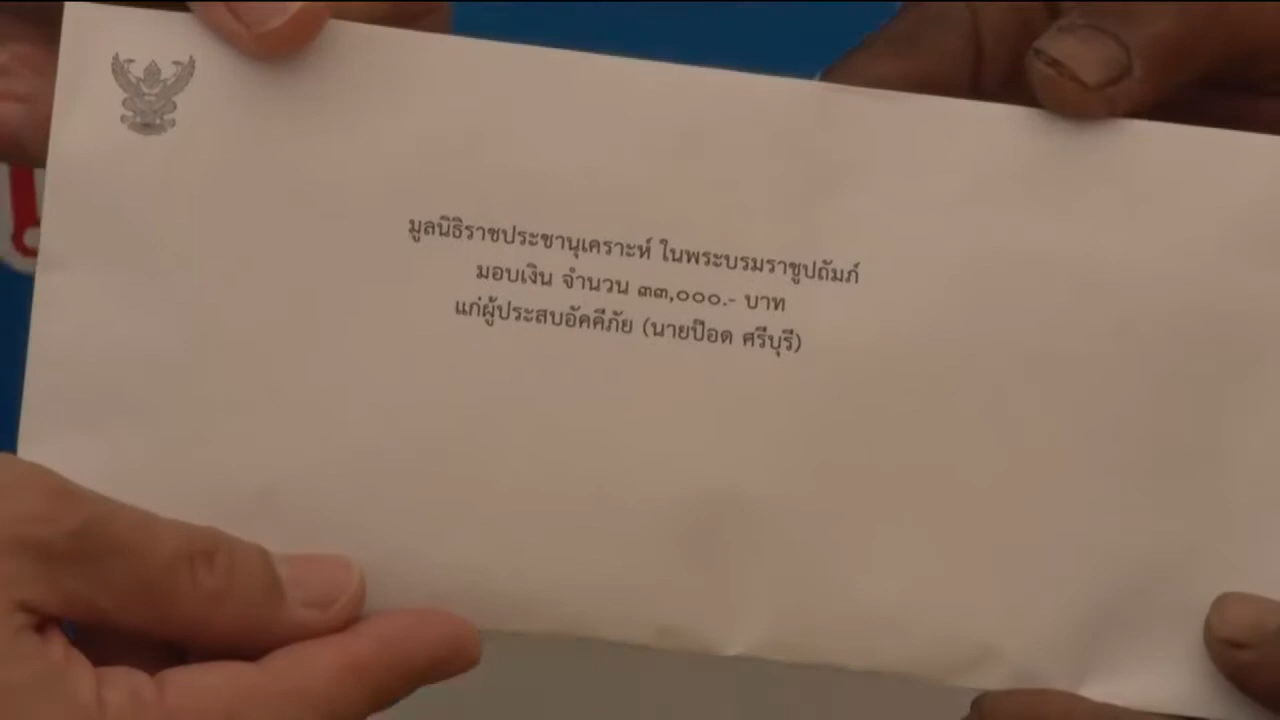 มูลนิธิราชประชานุเคราะห์ ในพระบรมราชูปถัมภ์
มอบเงิน จำนวน ๓๓,๐๐๐.- บาท
แก่ผู้ประสบอัคคีภัย (นายป๊อด ศรีบุรี)